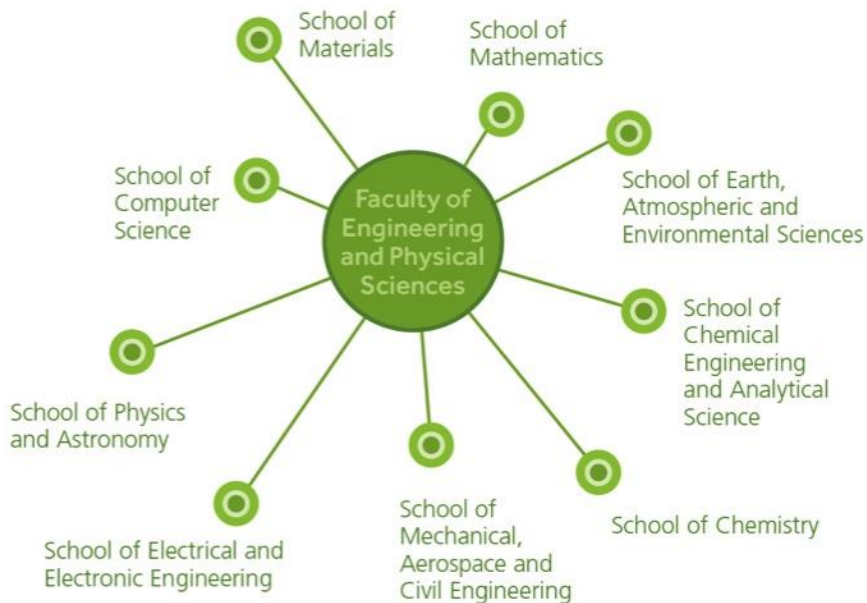 School of
Materials
School of
Mathematics
School of
Computer
Science
Faculty of
Engineering
and Physical
Sciences
School of Earth,
Atmospheric and
Environmental Sciences
School of
Chemical
Engineering
and Analytical
Science
School of Physics
and Astronomy
School of Electrical and
Electronic Engineering
School of
Mechanical,
Aerospace and
Civil Engineering
School of Chemistry